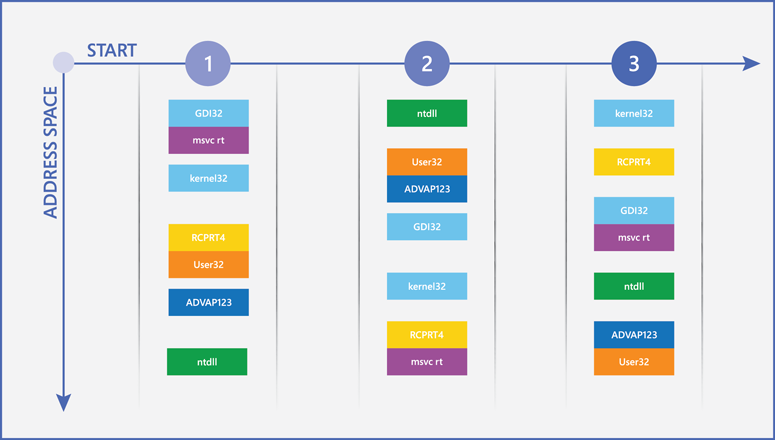 START
1
2
3
ADDRESS SPACE
GDI32
msvc rt
kernel32
RCPRT4
User32
ADVAP123
ntdll
ntdll
User32
ADVAP123
GDI32
kernel32
RCPRT4
msvc rt
kernel32
RCPRT4
GDI32
msvc rt
ntdll
ADVAP123
User32